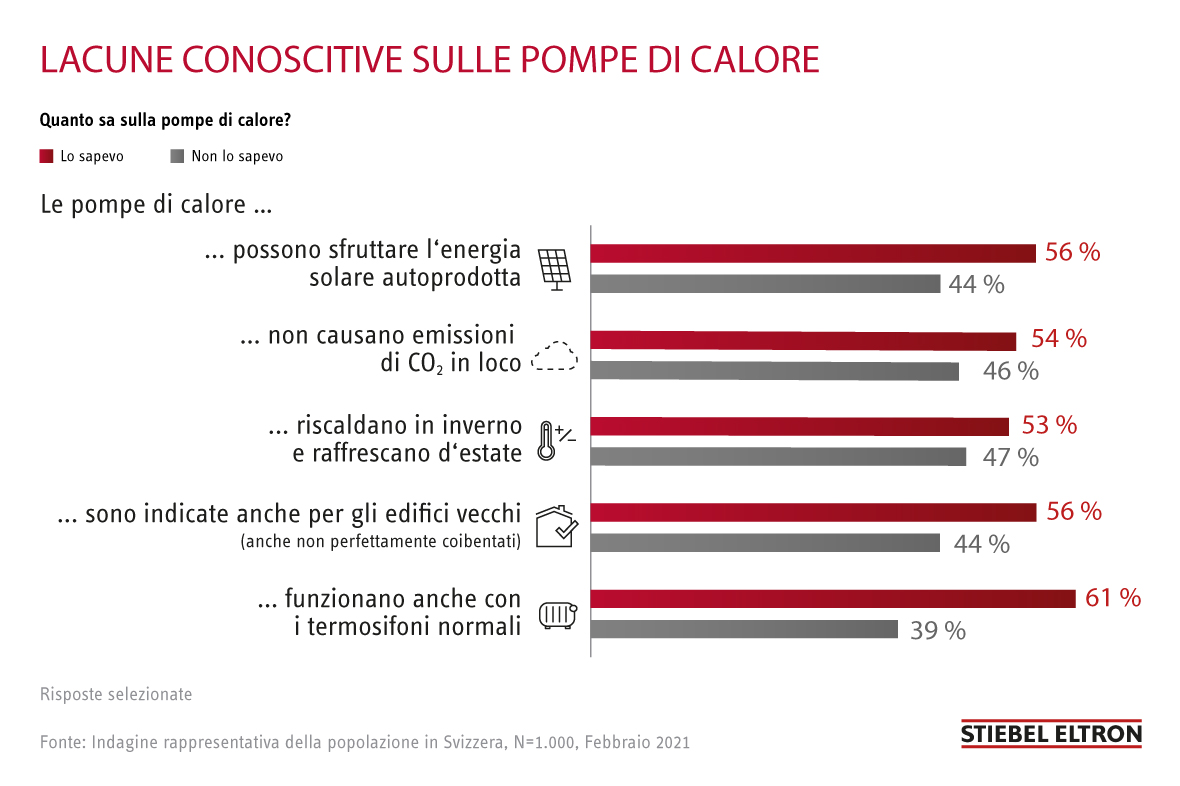 LACUNE CONOSCITIVE SULLE POMPE DI CALORE
Quanto sa sulla pompe di calore?
Lo sapevo
Non lo sapevo
Le pompe di calore ...
... possono sfruttare l‘energia
solare autoprodotta
56 %
44 %
... non causano emissioni
di CO₂ in loco
54 %
46 %
... riscaldano in inverno
e raffrescano d‘estate
53 %
47 %
... sono indicate anche per gli edifici vecchi
(anche non perfettamente coibentati)
56 %
44 %
... funzionano anche con
i termosifoni normali
61 %
39 %
Risposte selezionate
Fonte: Indagine rappresentativa della popolazione in Svizzera, N=1.000, Febbraio 2021
STIEBEL ELTRON